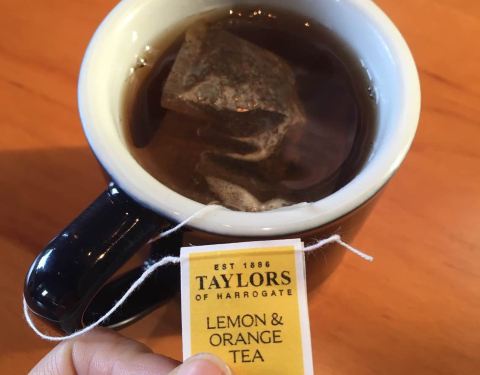 EST 1886
TAYLORS
OF HARROGATE
LEMON &
ORANGE
TEA